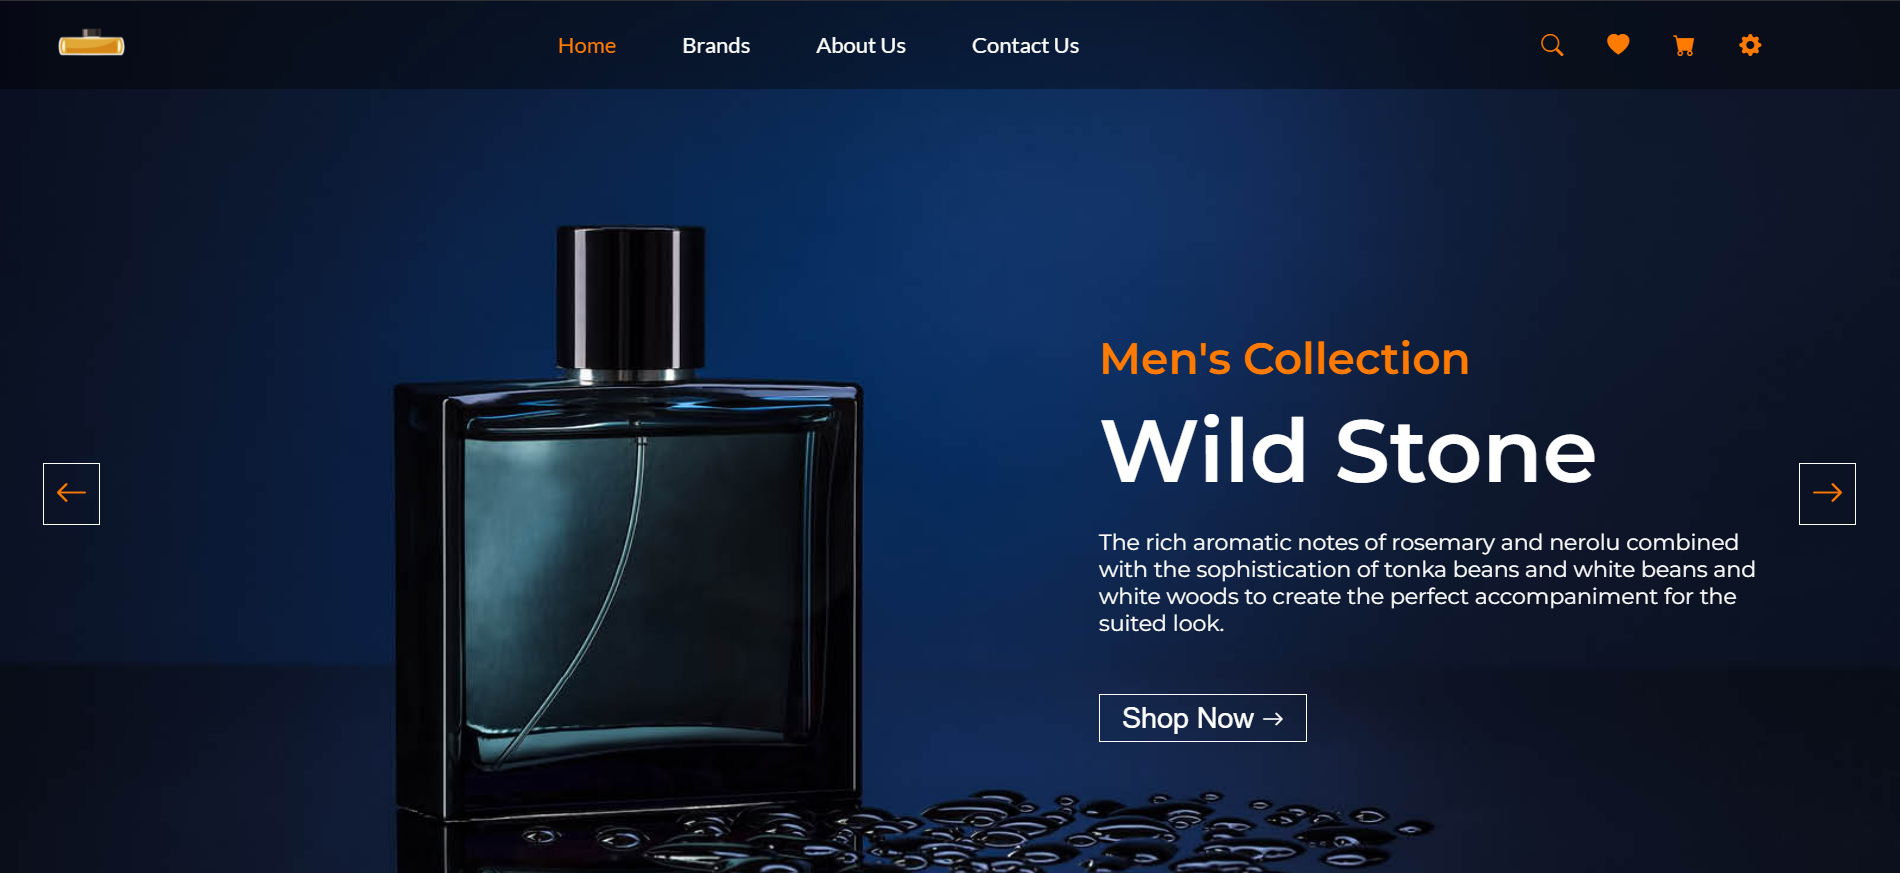 Home
Brands
About Us
Contact Us
Men's Collection
Wild Stone
The rich aromatic notes of rosemary and nerolu combined
with the sophistication of tonka beans and white beans and
white woods to create the perfect accompaniment for the
suited look.
Shop Now →